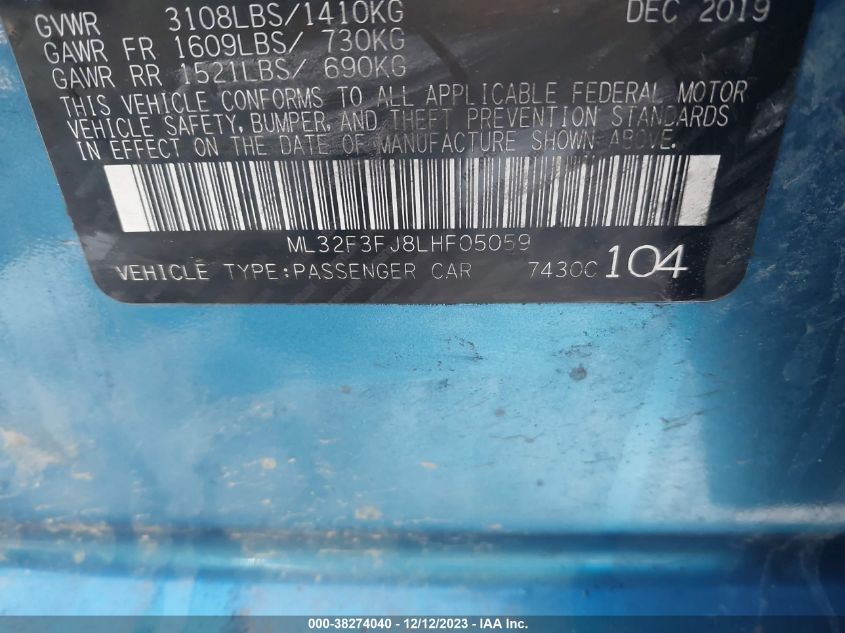 GVWR 3108LBS/1410KG DEC 2019
GAWR FR 1609LBS/ 730KG
GAWR RR 1521LBS/ 690KG
THIS VEHICLE CONFORMS TO ALL APPLICABLE FEDERAL MOTOR
VEHICLE SAFETY, BUMPER, AND THEFT PREVENTION STANDARDS
IN EFFECT ON THE DATE OF MANUFACTURE SHOWN ABOVE.
ML32F3FJ8LHF05059
VEHICLE TYPE:PASSENGER CAR 7430C 104
000-38274040 - 12/12/2023 - IAA Inc.